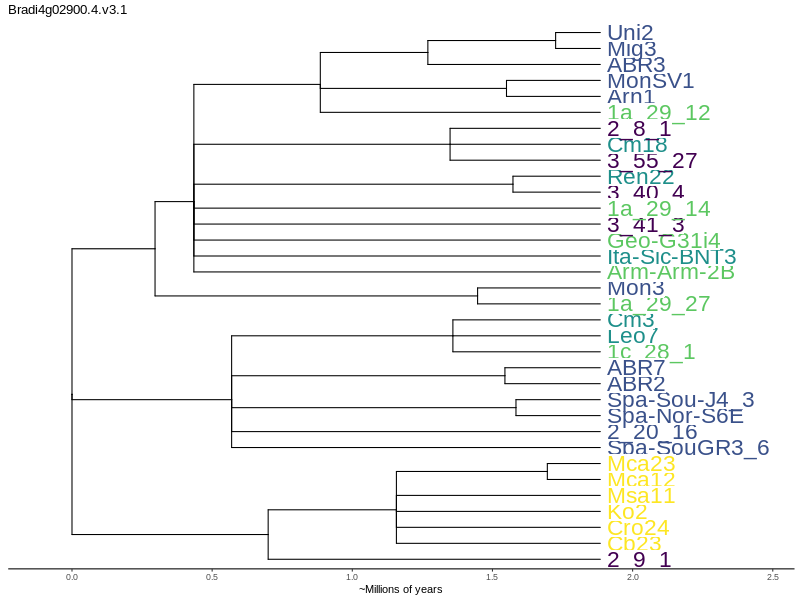 Bradi4g02900.4.v3.1
Uni2
Mig3
ABR3
MonSV1
Arn1
1a_29_12
2_8_1
Cm18
3_55_27
Ren22
3_40_4
1a_29_14
3_41_3
Geo-G31i4
Ita-Sic-BNT3
Arm-Arm-2B
Mon3
1a_29_27
Cm3
Leo7
1c_28_1
ABR7
ABR2
Spa-Sou-J4_3
Spa-Nor-S6E
2_20_16
Spa-SouGR3_6
Mca23
Mca12
Msa11
Ko2
Cro24
Cb23
2_9_1
0.0 0.5 1.0 1.5 2.0 2.5
~Millions of years